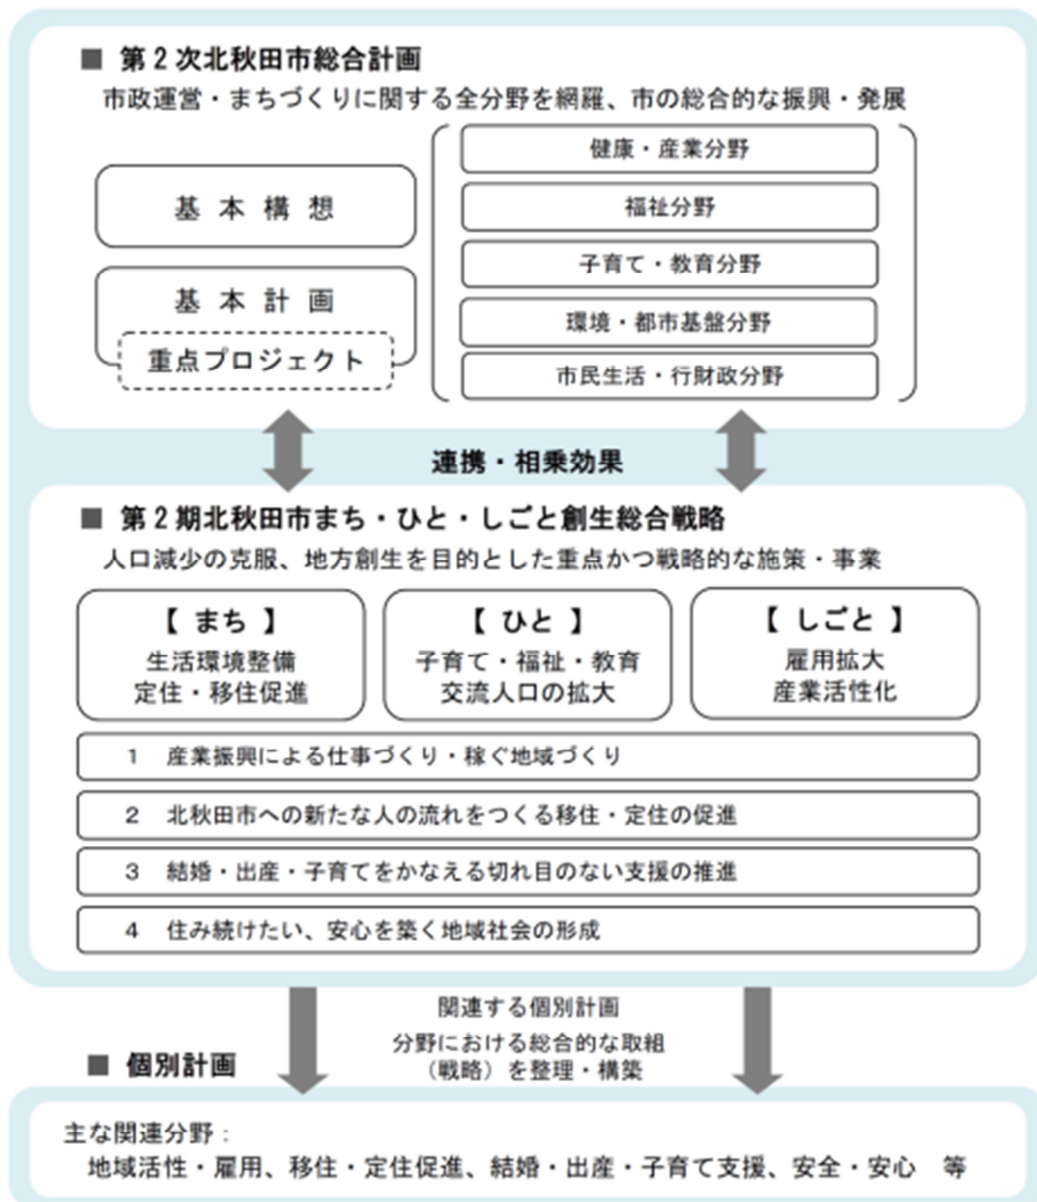 ■ 第2次北秋田市総合計画
市政運営・まちづくりに関する全分野を網羅、市の総合的な振興・発展
基本構想
基本計画
重点プロジェクト
健康・産業分野
福祉分野
子育て・教育分野
環境・都市基盤分野
市民生活・行財政分野
連携・相乗効果
■ 第2期北秋田市まち・ひと・しごと創生総合戦略
人口減少の克服、地方創生を目的とした重点かつ戦略的な施策・事業
【 まち 】
生活環境整備
定住・移住促進
【 ひと 】
子育て・福祉・教育
交流人口の拡大
【 しごと 】
雇用拡大
産業活性化
1 産業振興による仕事づくり・稼ぐ地域づくり
2 北秋田市への新たな人の流れをつくる移住・定住の促進
3 結婚・出産・子育てをかなえる切れ目のない支援の推進
4 住み続けたい、安心を築く地域社会の形成
関連する個別計画
分野における総合的な取組
（戦略）を整理・構築
■ 個別計画
主な関連分野：
地域活性・雇用、移住・定住促進、結婚・出産・子育て支援、安全・安心 等